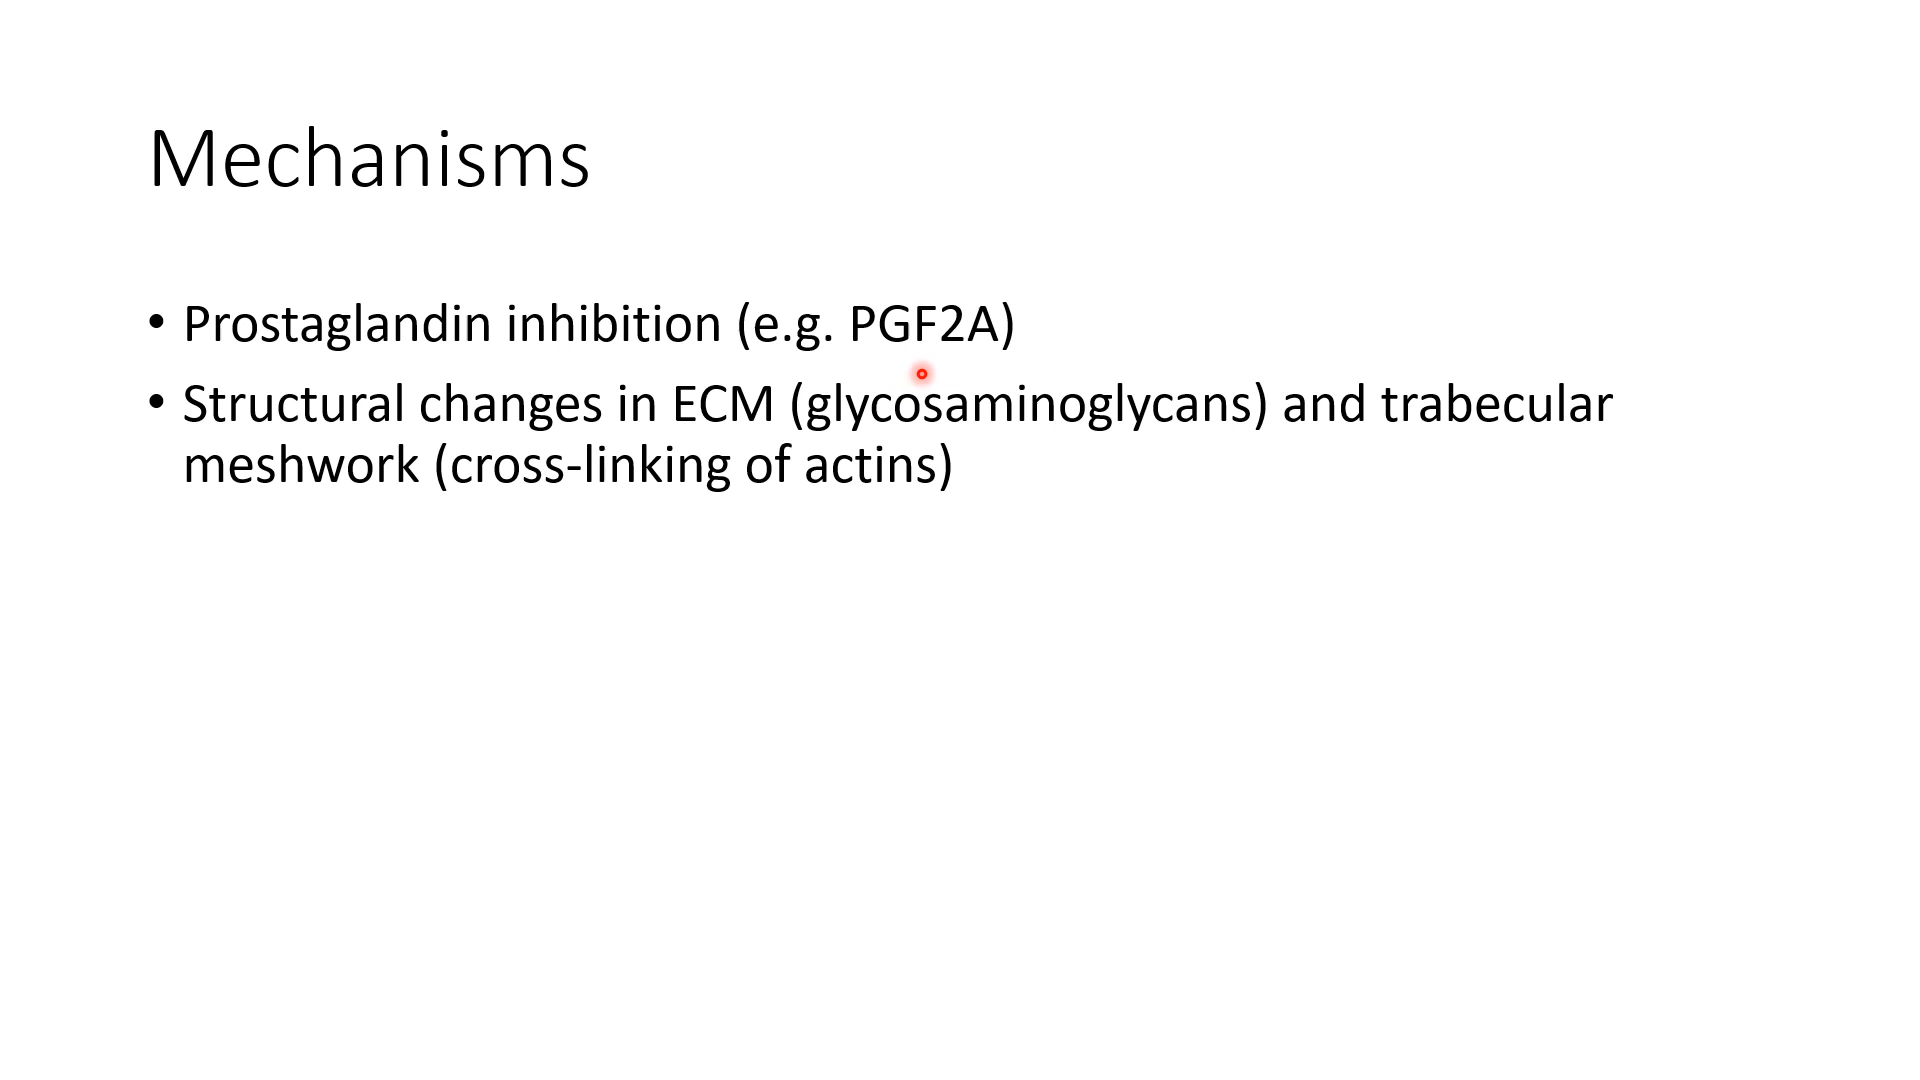 Mechanisms
• Prostaglandin inhibition (e.g. PGF2A)
• Structural changes in ECM (glycosaminoglycans) and trabecular
meshwork (cross-linking of actins)